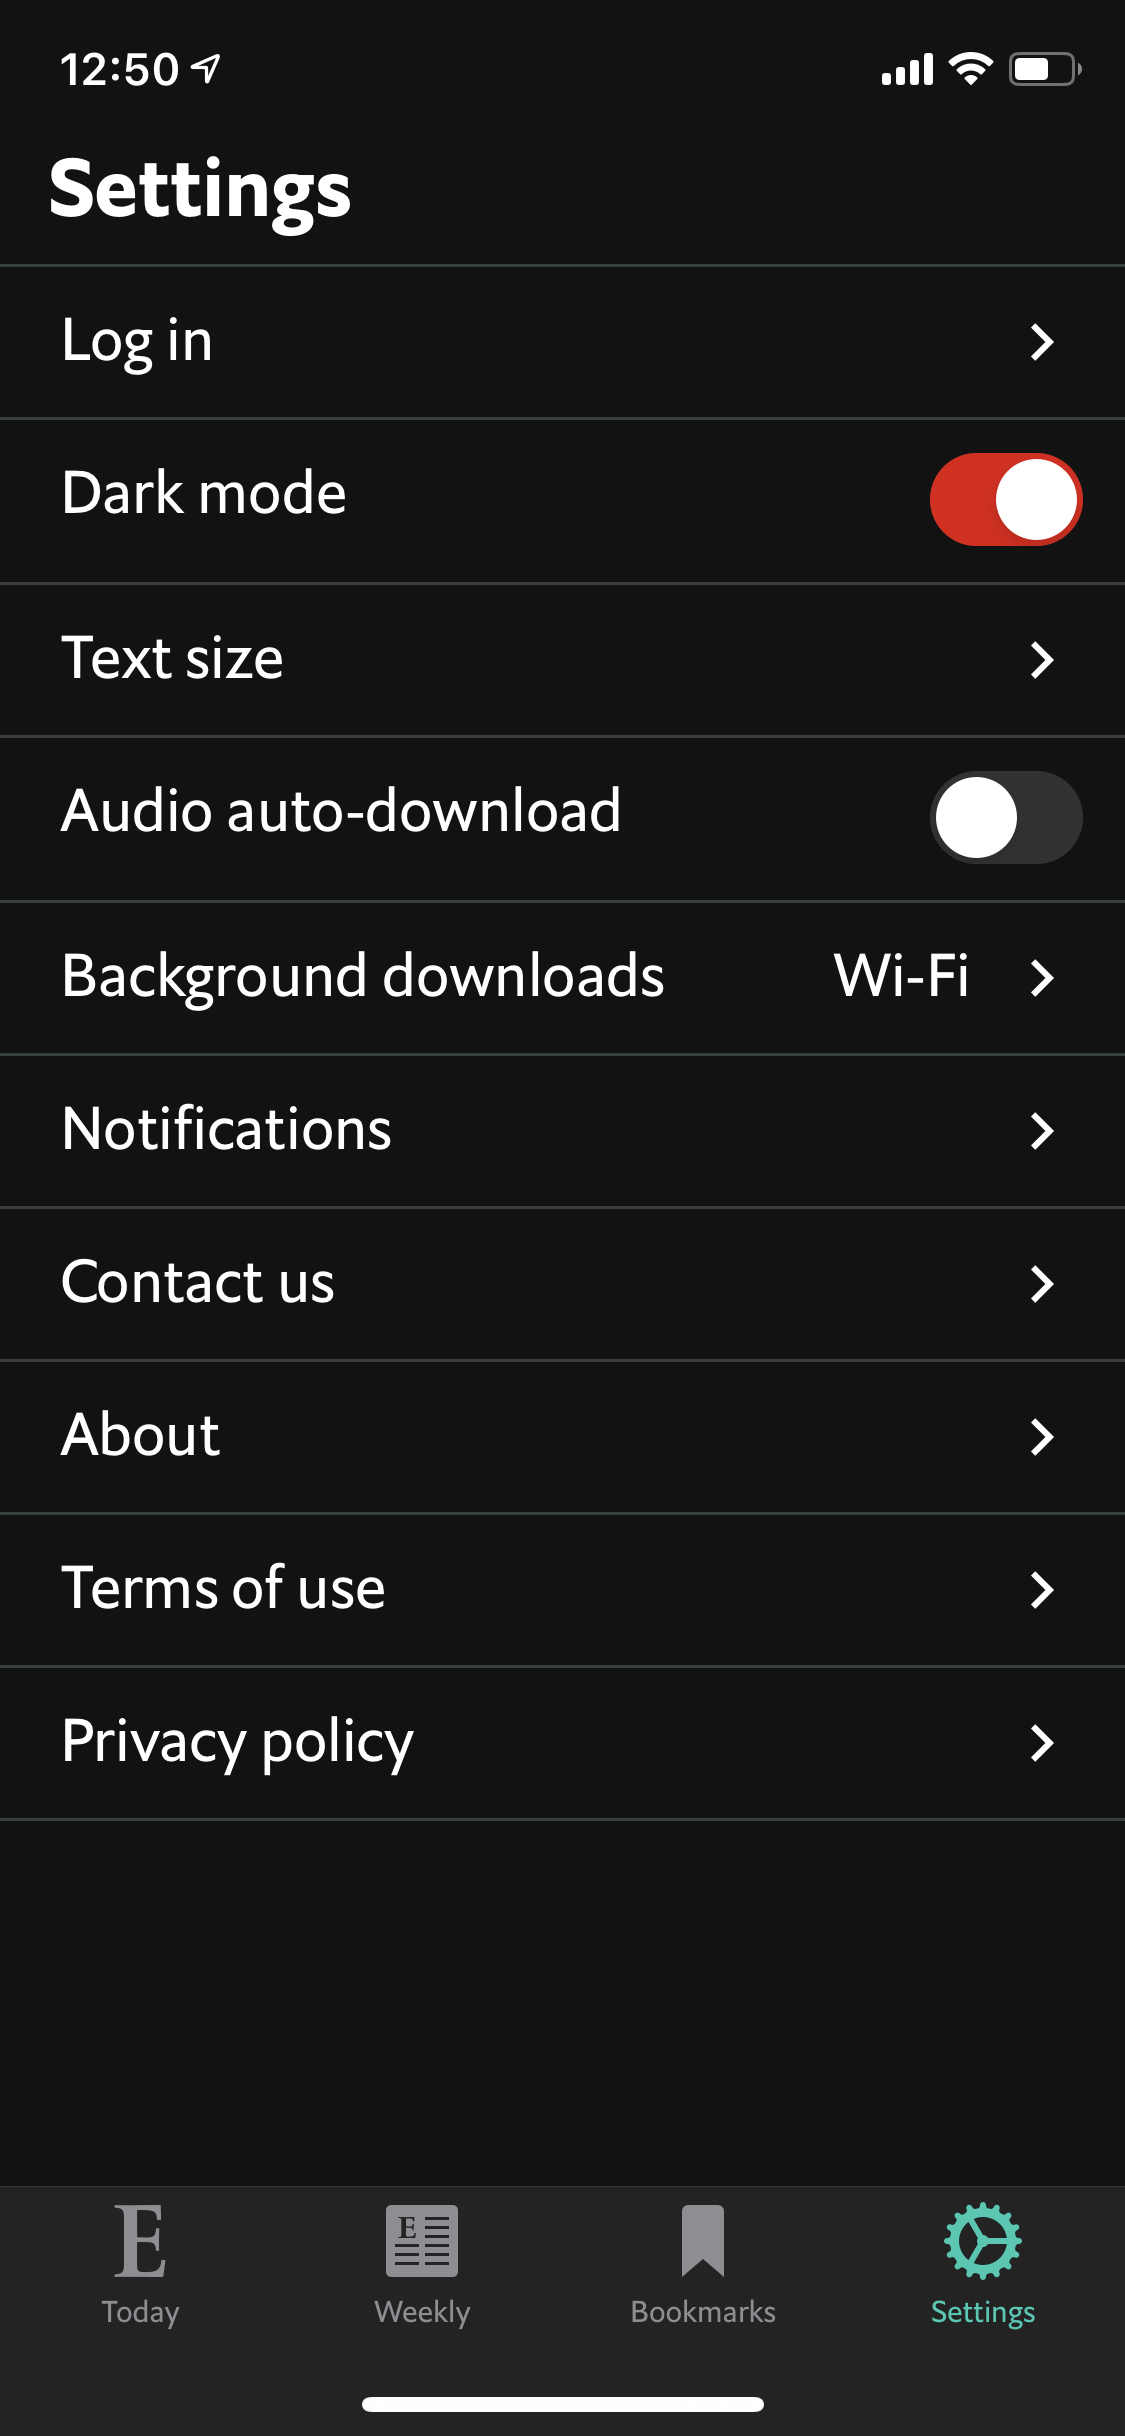 12:50
Settings
Log in
Dark mode
Text size
Audio auto-download
Background downloads Wi-Fi
Notifications
Contact us
About
Terms of use
Privacy policy
E E
Today Weekly Bookmarks Settings